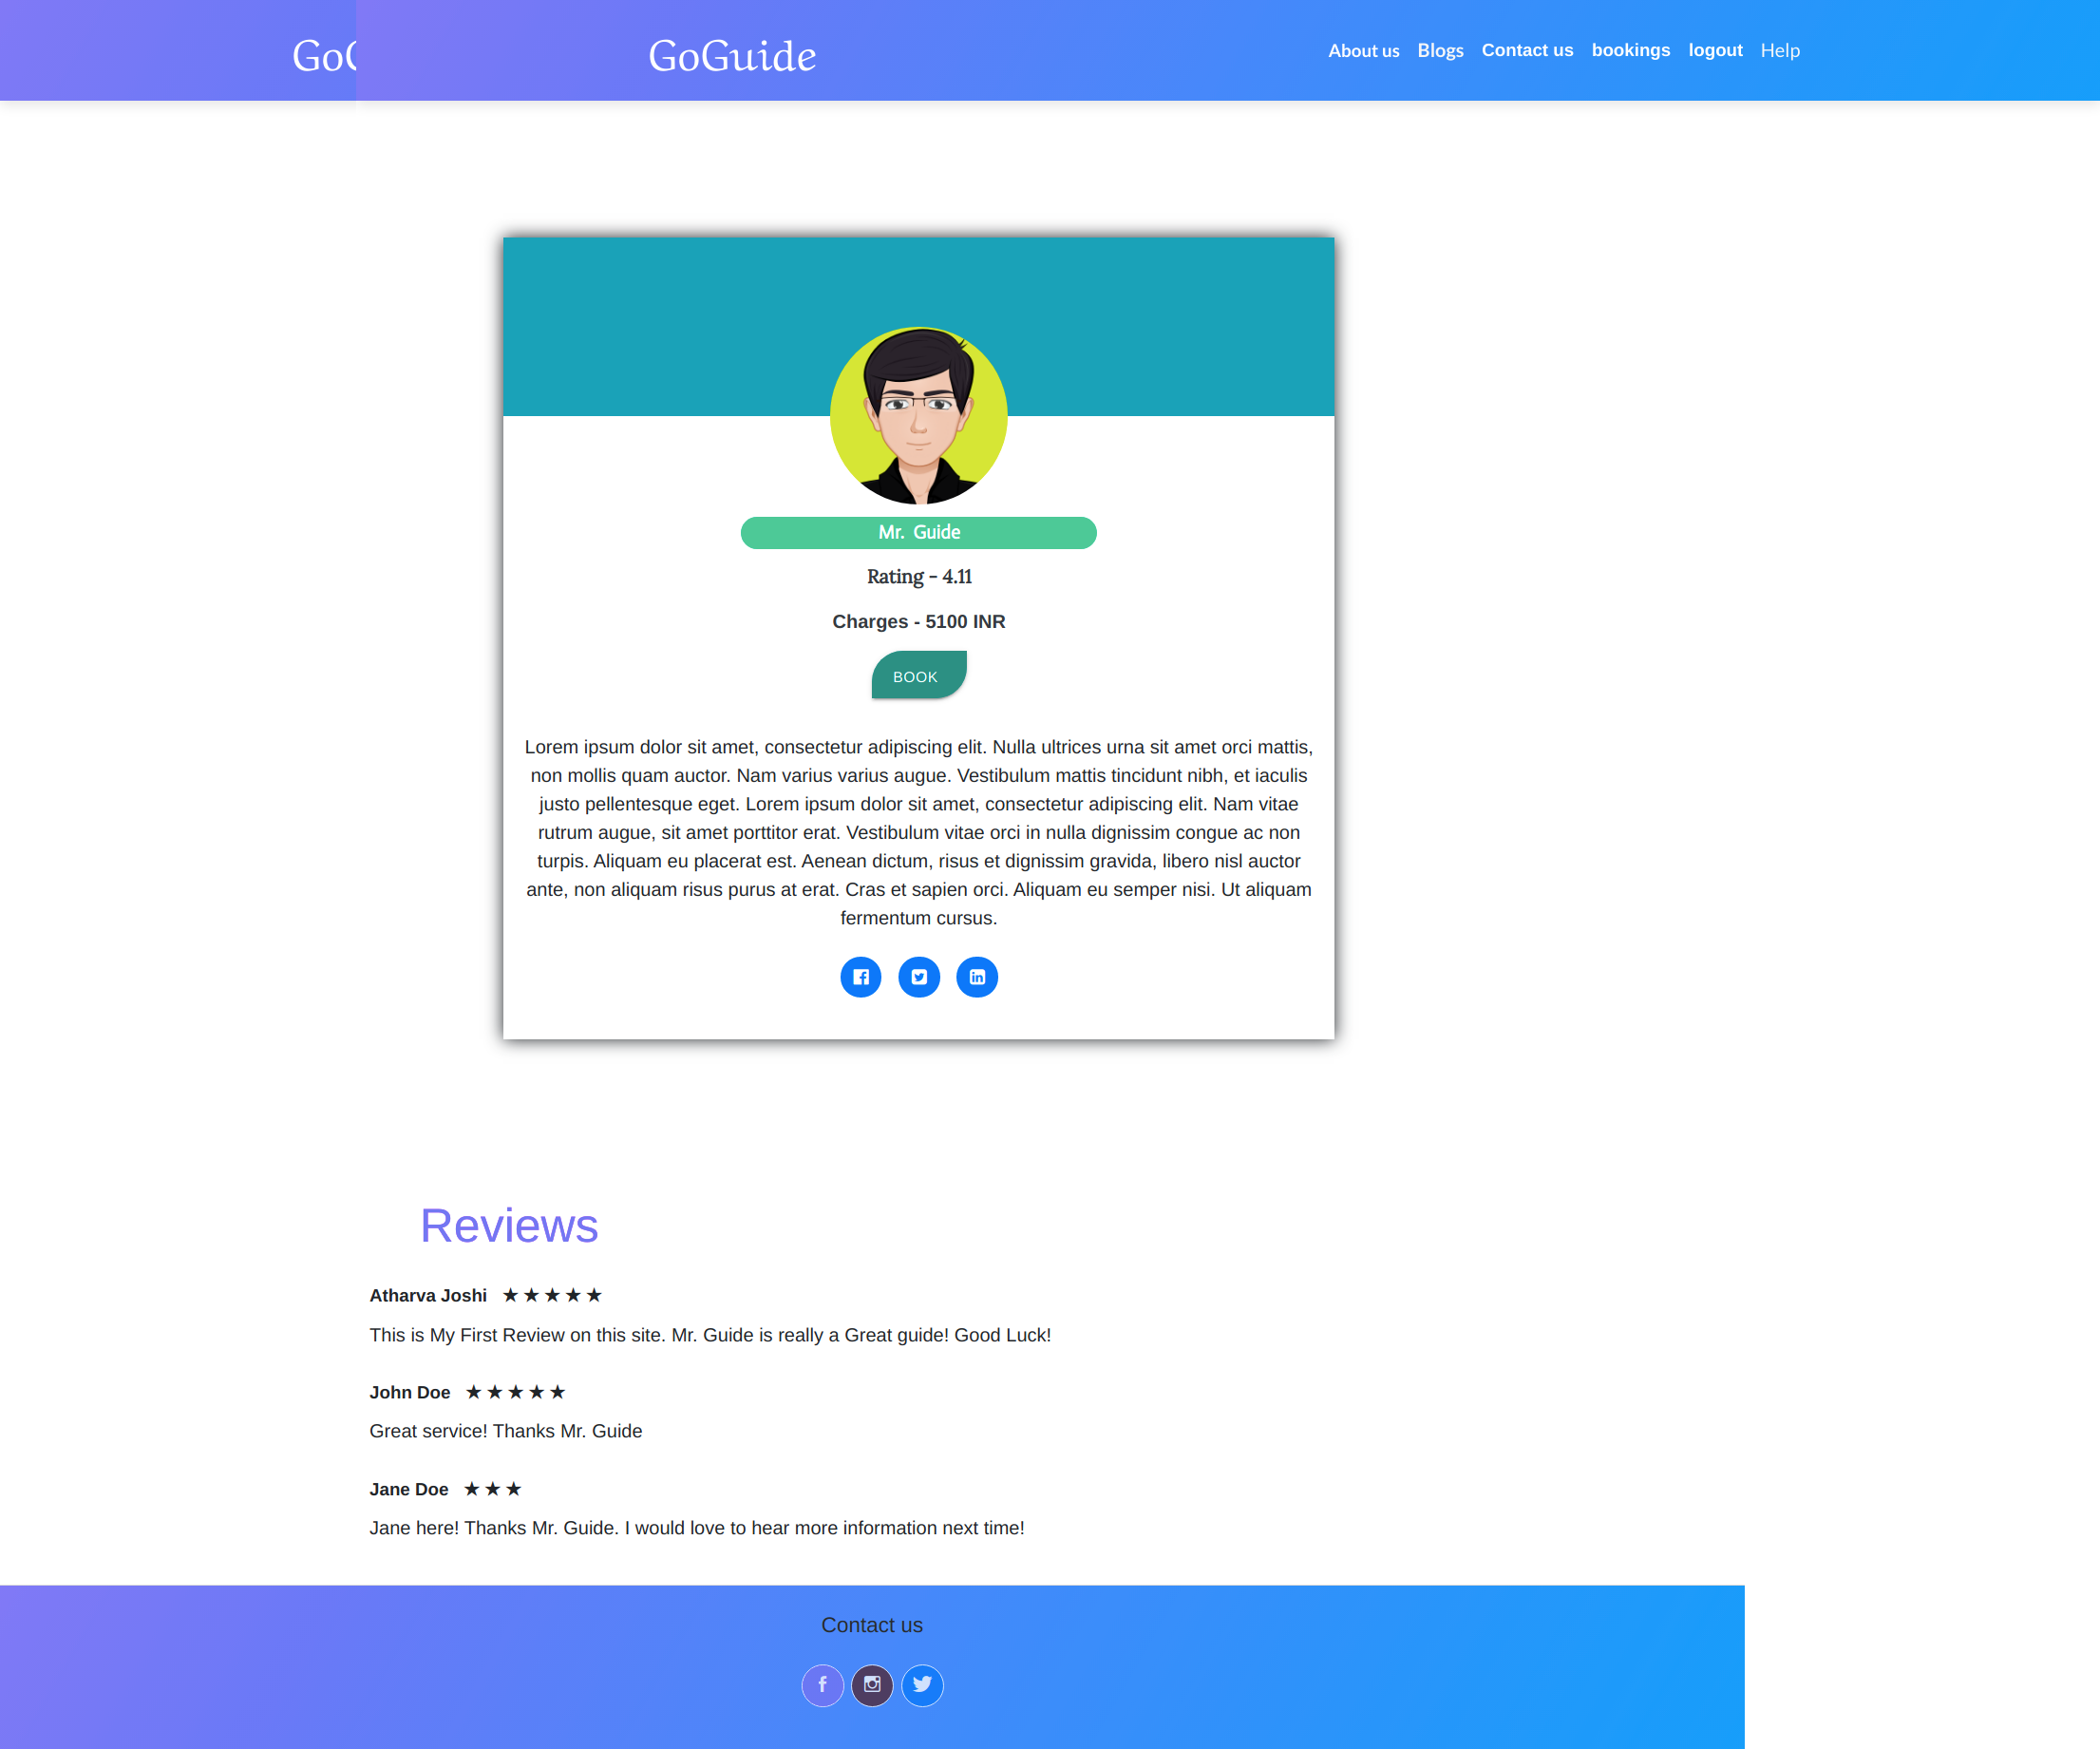 GoG
GoGuide
About us Blogs Contact us bookings logout Help
Mr. Guide
Rating - 4.11
Charges - 5100 INR
BOOK
Lorem ipsum dolor sit amet, consectetur adipiscing elit. Nulla ultrices urna sit amet orci mattis,
non mollis quam auctor. Nam varius varius augue. Vestibulum mattis tincidunt nibh, et iaculis
justo pellentesque eget. Lorem ipsum dolor sit amet, consectetur adipiscing elit. Nam vitae
rutrum augue, sit amet porttitor erat. Vestibulum vitae orci in nulla dignissim congue ac non
turpis. Aliquam eu placerat est. Aenean dictum, risus et dignissim gravida, libero nisl auctor
ante, non aliquam risus purus at erat. Cras et sapien orci. Aliquam eu semper nisi. Ut aliquam
fermentum cursus.
Reviews
Atharva Joshi ★ ★ ★ ★ ★
This is My First Review on this site. Mr. Guide is really a Great guide! Good Luck!
John Doe ★ ★ ★ ★ ★
Great service! Thanks Mr. Guide
Jane Doe ★ ★ ★
Jane here! Thanks Mr. Guide. I would love to hear more information next time!
Contact us